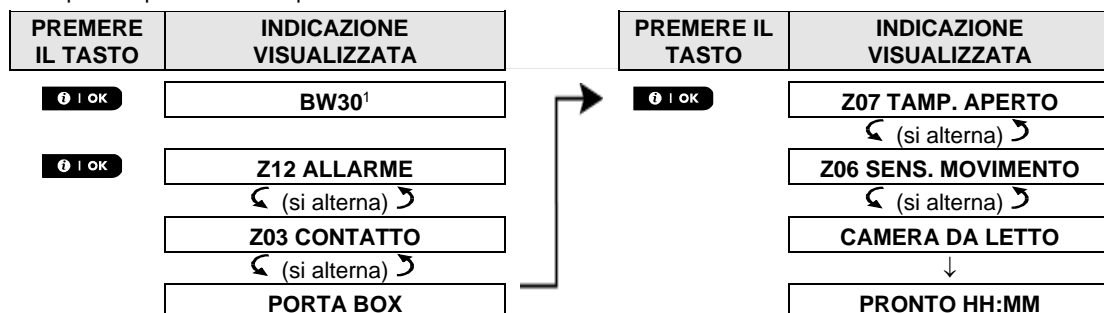 PREMERE
IL TASTO
INDICAZIONE
VISUALIZZATA
OK
BW30¹
OK
Z12 ALLARME
(si alterna)
Z03 CONTATTO
(si alterna)
PORTA BOX
PREMERE IL
TASTO
INDICAZIONE
VISUALIZZATA
OK
Z07 TAMP. APERTO
(si alterna)
Z06 SENS. MOVIMENTO
(si alterna)
CAMERA DA LETTO
PRONTO HH:MM